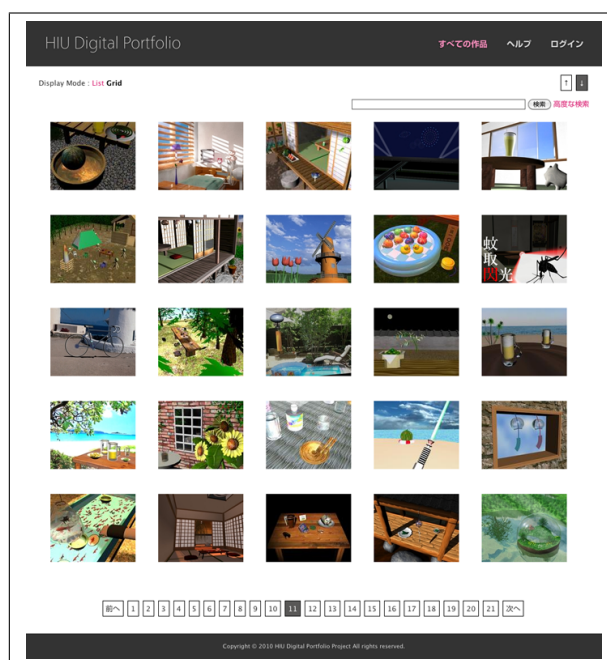 HIU Digital Portfolio
すべての作品 ヘルプ ログイン
Display Mode : List Grid
↑ ↓
検索 高度な検索
蚊
取
閃光
前へ 1 2 3 4 5 6 7 8 9 10 11 12 13 14 15 16 17 18 19 20 21 次へ
Copyright © 2010 HIU Digital Portfolio Project All rights reserved.